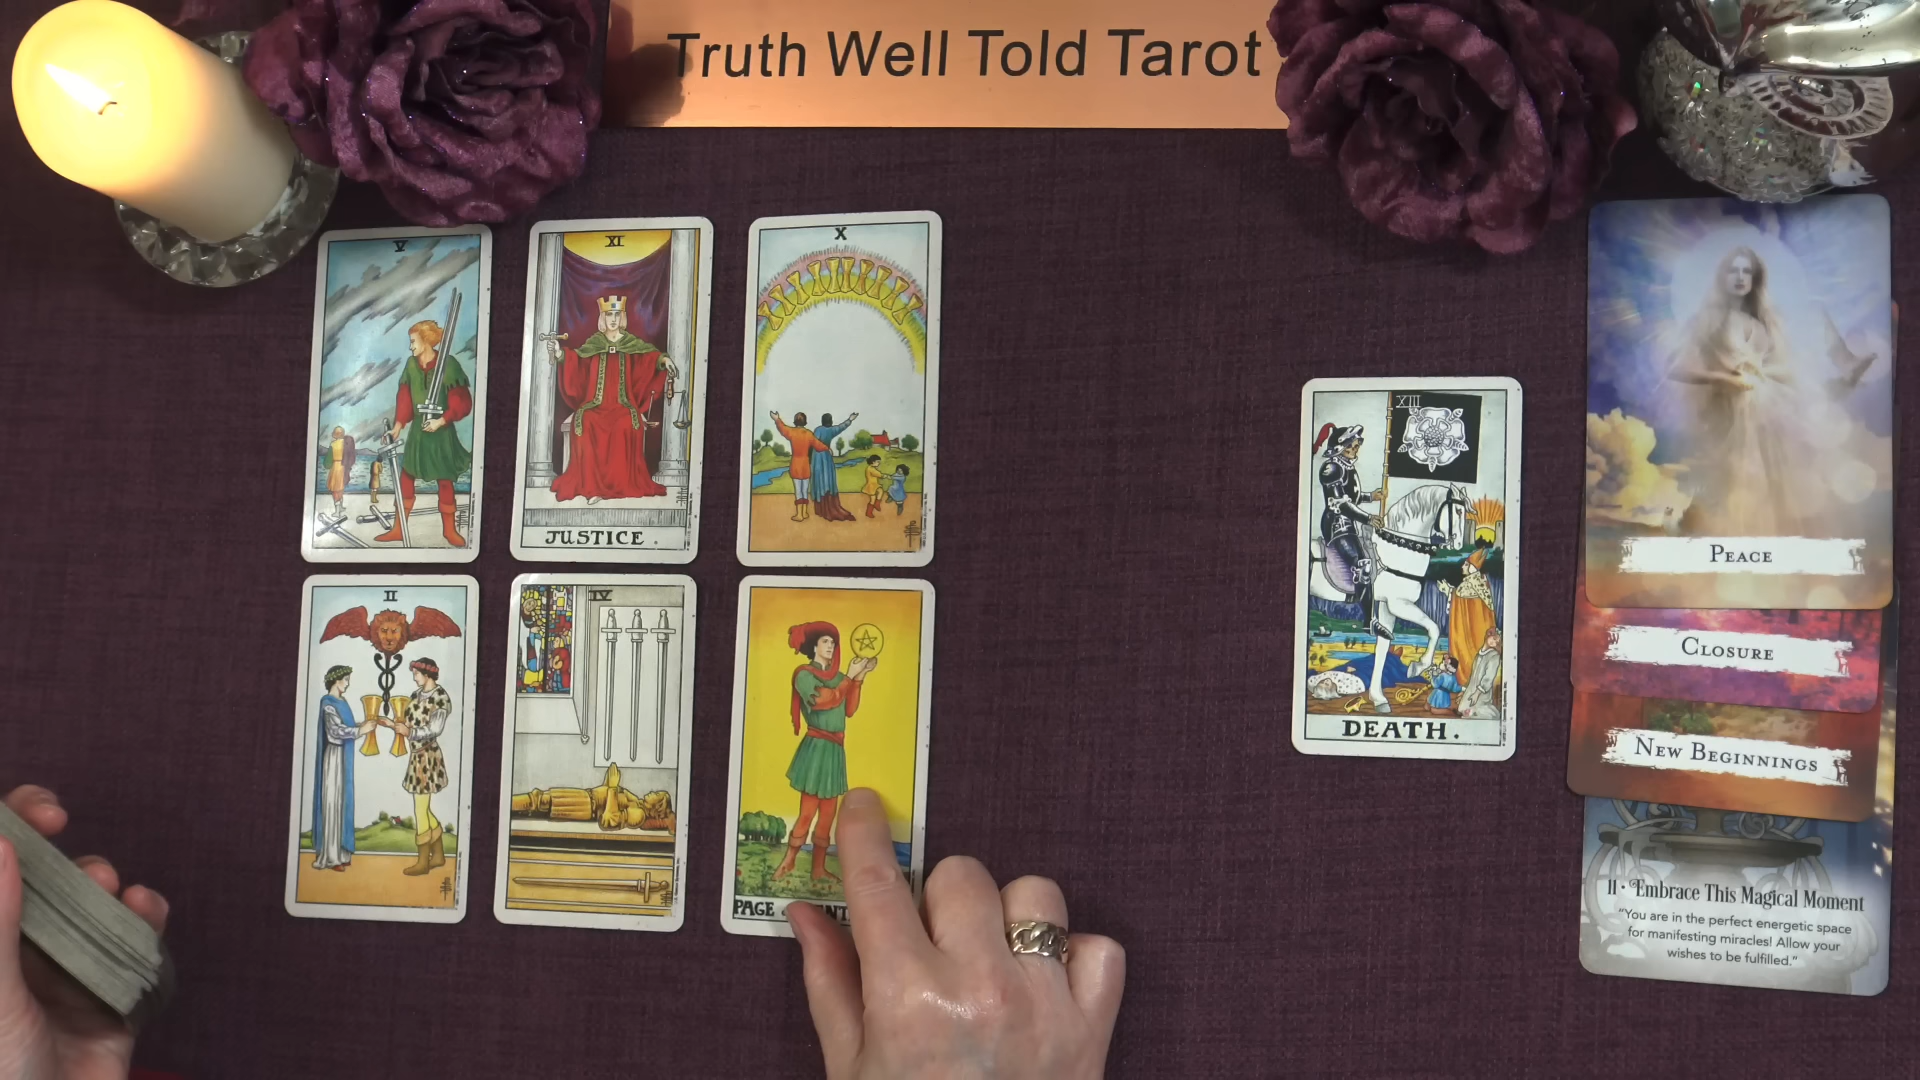 Truth Well Told Tarot
V
XI
JUSTICE.
X
II
IV
PAGE
XIII
DEATH.
PEACE
CLOSURE
NEW BEGINNINGS
11 • Embrace This Magical Moment
“You are in the perfect energetic space
for manifesting miracles! Allow your
wishes to be fulfilled.”